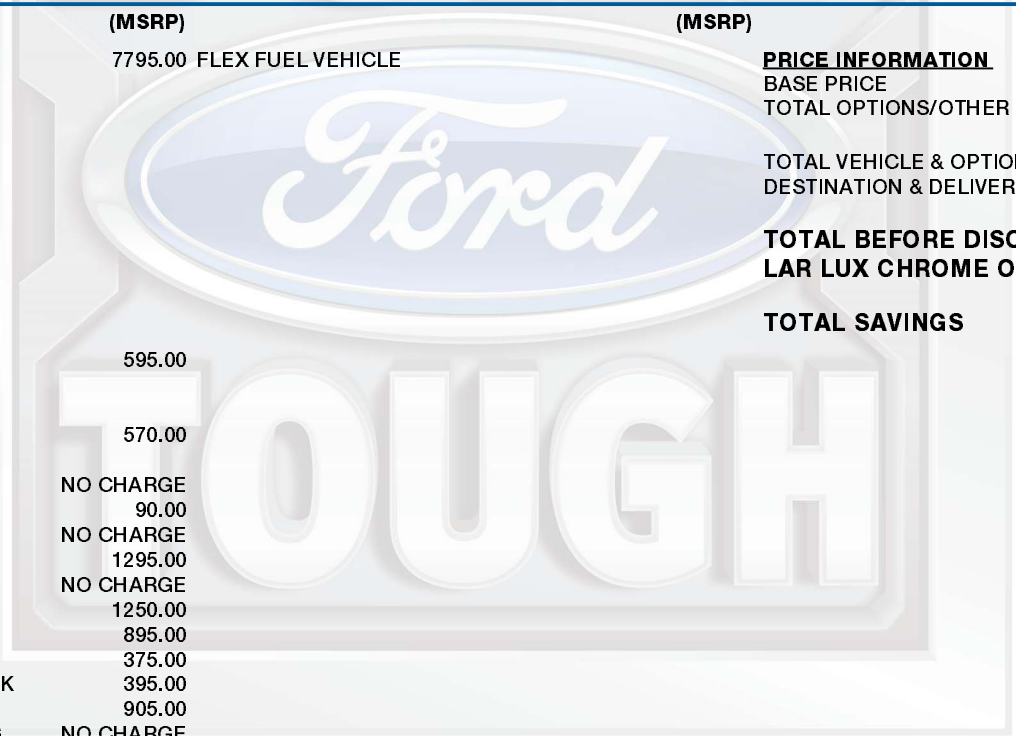 (MSRP) (MSRP)
7795.00 FLEX FUEL VEHICLE PRICE INFORMATION
BASE PRICE
TOTAL OPTIONS/OTHER
TOTAL VEHICLE & OPTIO
DESTINATION & DELIVER
TOTAL BEFORE DISC
LAR LUX CHROME O
TOTAL SAVINGS
Ford
TOUGH
595.00
570.00
NO CHARGE
90.00
NO CHARGE
1295.00
NO CHARGE
1250.00
895.00
375.00
K 395.00
905.00
NO CHARGE